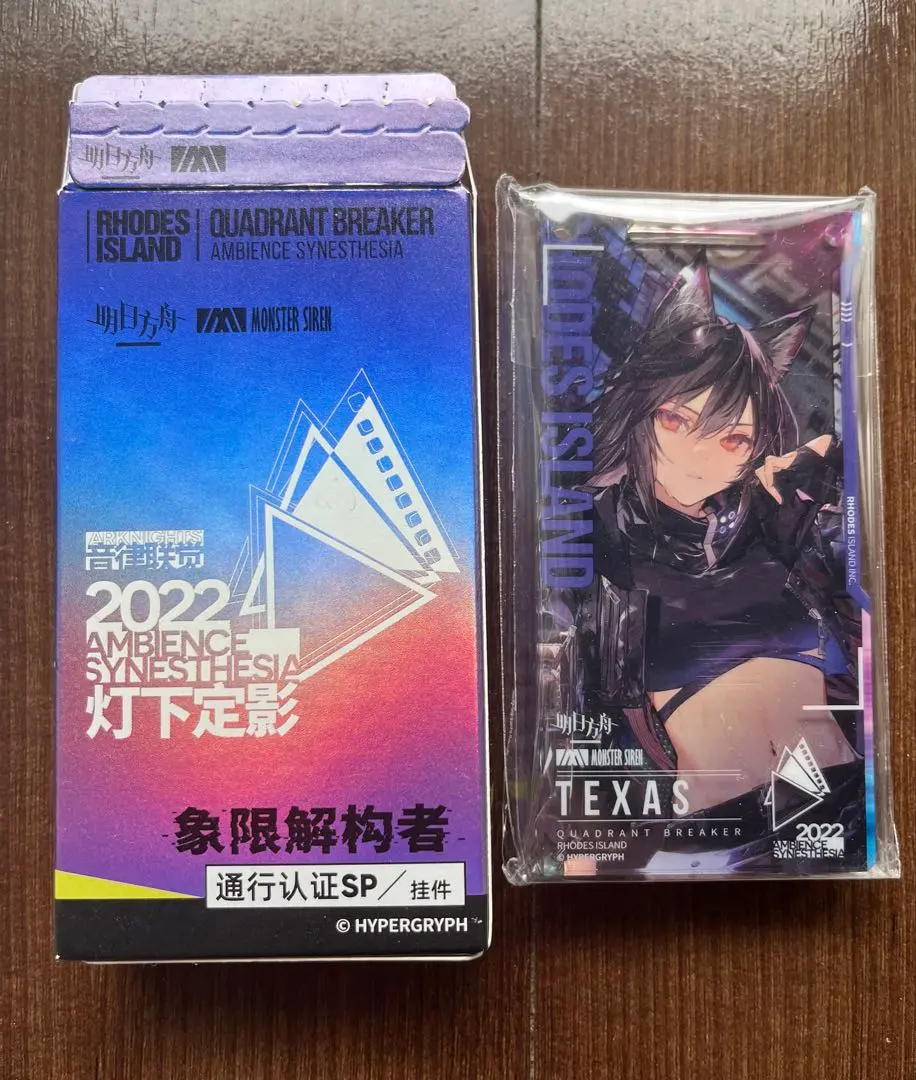 明日方舟
RHODES ISLAND
QUADRANT BREAKER
AMBIENCE SYNESTHESIA
明日方舟
MONSTER SIREN
ARKNIGHTS
音律联觉
2022
AMBIENCE
SYNESTHESIA
灯下定影
象限解构者
通行认证SP／挂件
© HYPERGRYPH
RHODES ISLAND
RHODES ISLAND INC.
明日方舟
MONSTER SIREN
TEXAS
QUADRANT BREAKER
RHODES ISLAND
© HYPERGRYPH
2022
AMBIENCE
SYNESTHESIA